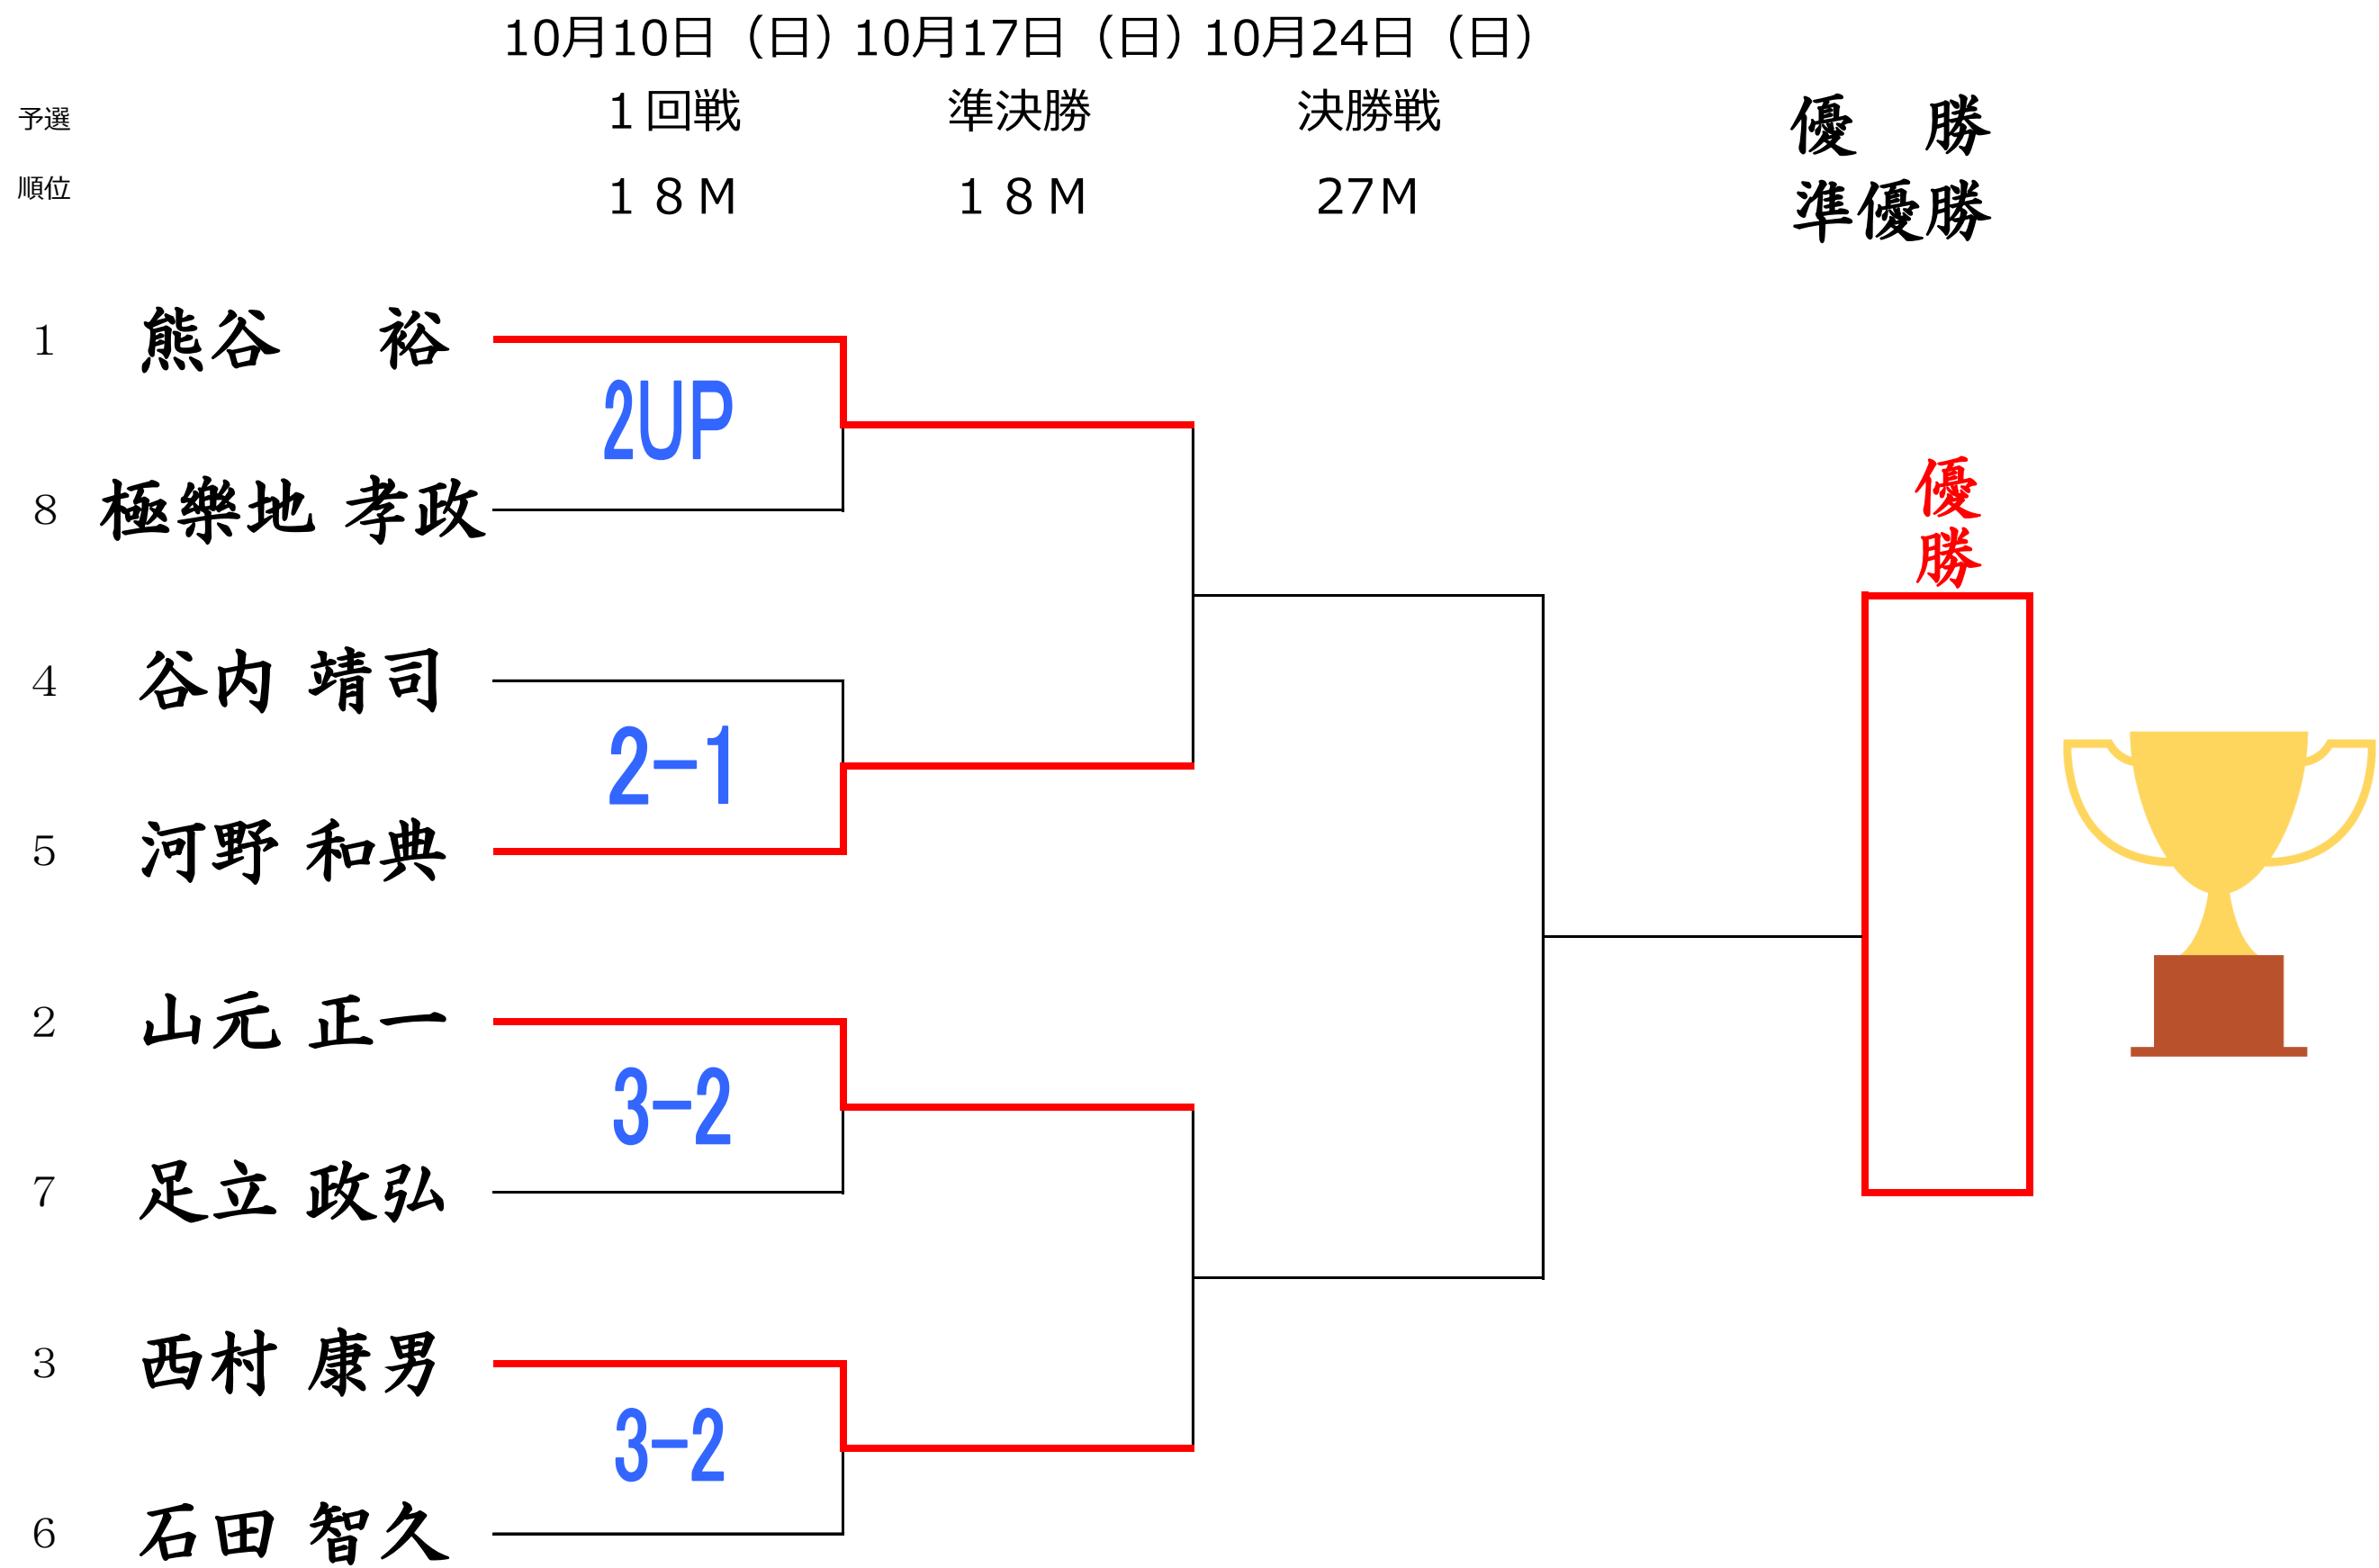 10月10日（日）
10月17日（日）
10月24日（日）
予選
１回戦
準決勝
決勝戦
優　勝
順位
１８Ｍ
１８Ｍ
27M
準優勝
1 熊谷　裕
2UP
8 極樂地 孝政
優勝
4 谷内 靖司
2-1
5 河野 和典
2 山元 正一
3-2
7 足立 政弘
3 西村 康男
3-2
6 石田 智久